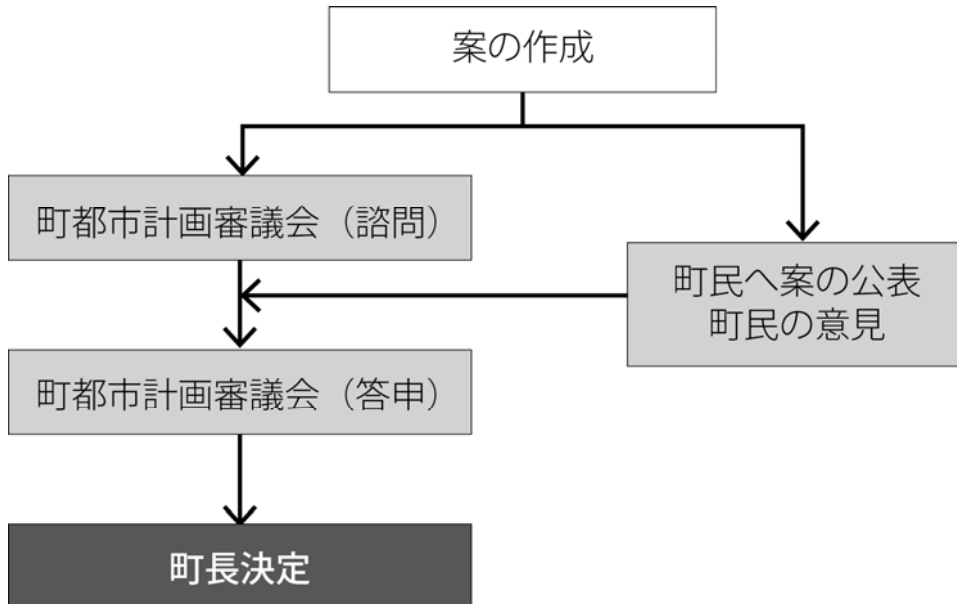 案の作成
町都市計画審議会（諮問）
町民へ案の公表
町民の意見
町都市計画審議会（答申）
町長決定